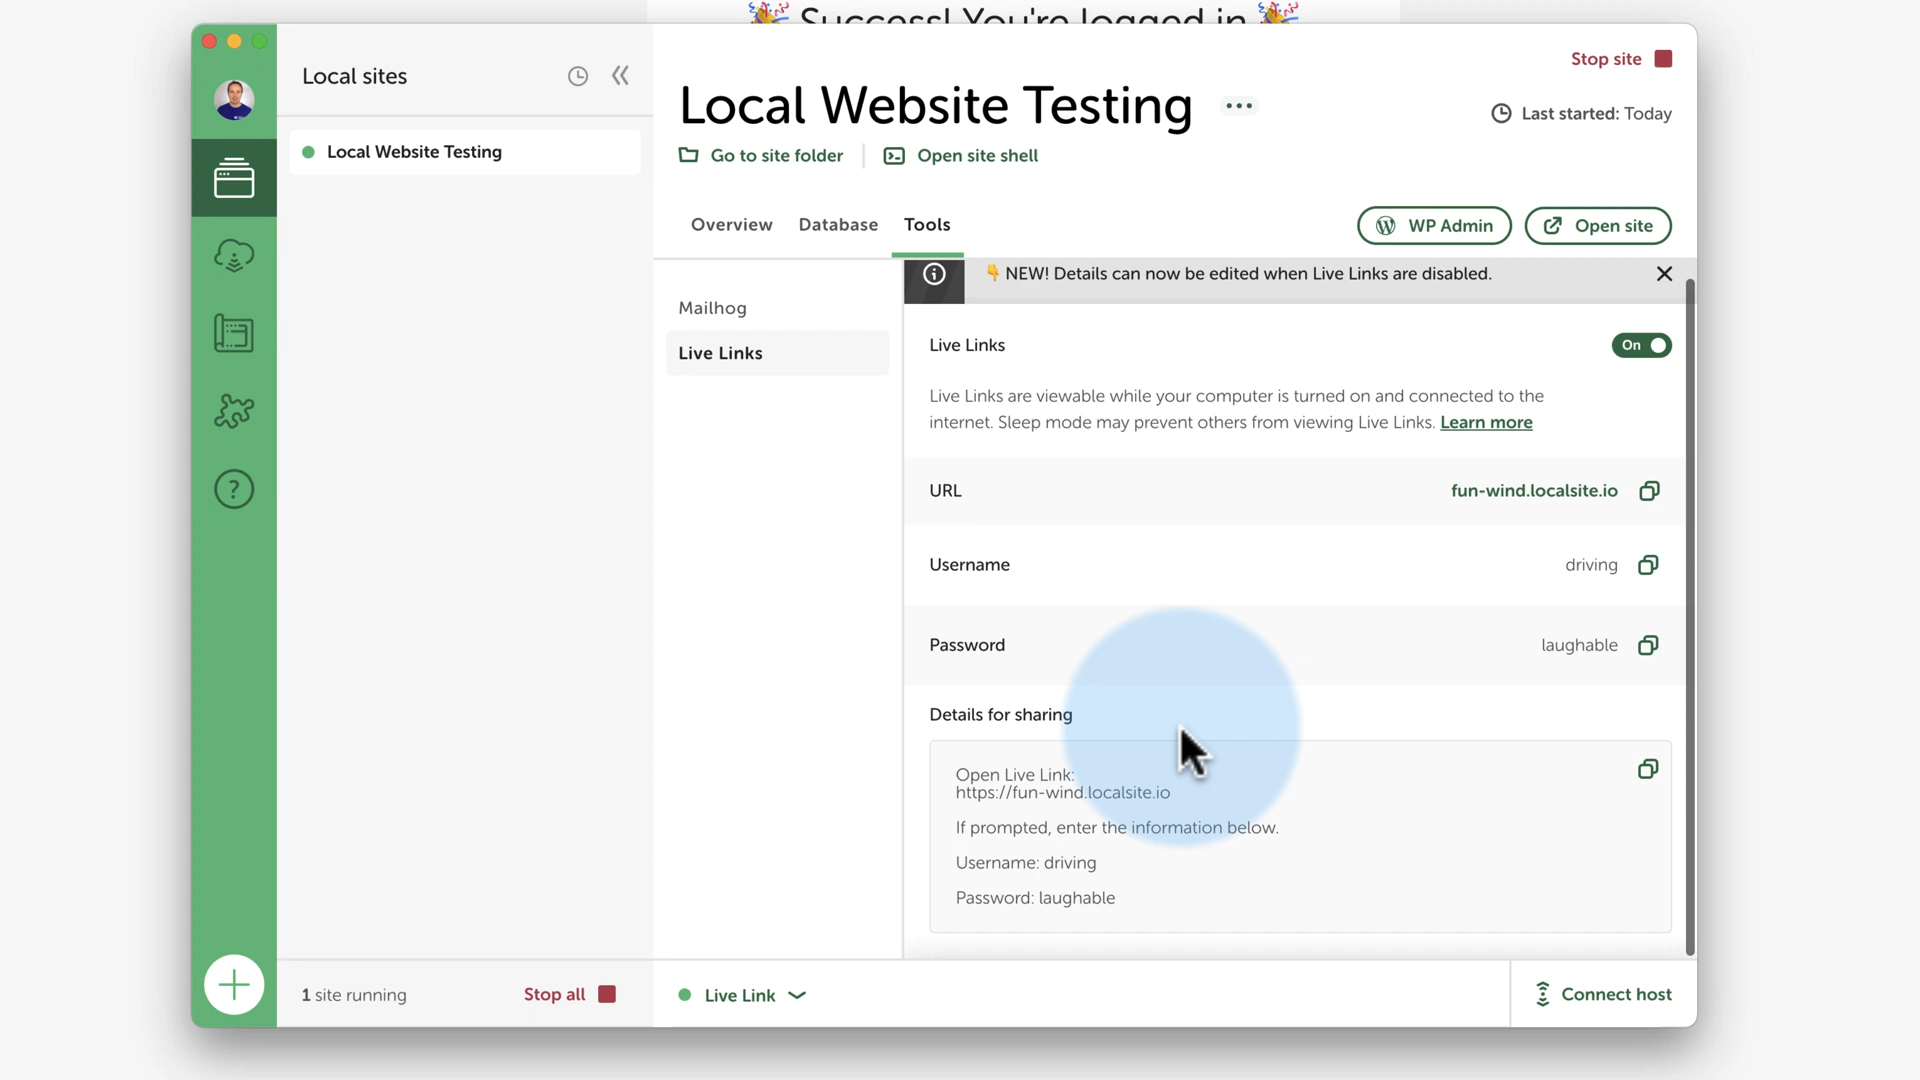 🎉 Success! You're logged in 🎉
Local sites
Local Website Testing
1 site running
Stop all
Stop site
Local Website Testing
Last started: Today
Go to site folder
Open site shell
Overview
Database
Tools
WP Admin
Open site
Mailhog
Live Links
👇 NEW! Details can now be edited when Live Links are disabled.
Live Links
On
Live Links are viewable while your computer is turned on and connected to the
internet. Sleep mode may prevent others from viewing Live Links. Learn more
URL
fun-wind.localsite.io
Username
driving
Password
laughable
Details for sharing
Open Live Link:
https://fun-wind.localsite.io
If prompted, enter the information below.
Username: driving
Password: laughable
Live Link
Connect host